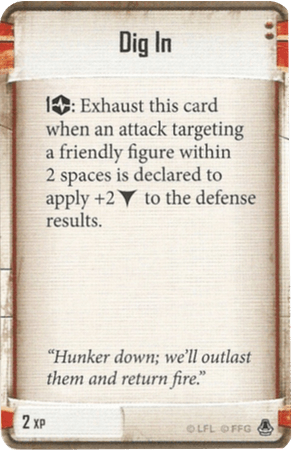 Dig In
1: Exhaust this card
when an attack targeting
a friendly figure within
2 spaces is declared to
apply +2 to the defense
results.
“Hunker down; we’ll outlast
them and return fire.”
2 XP
© LFL © FFG